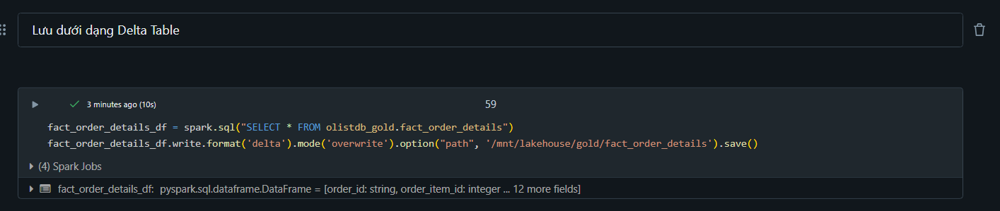 Lưu dưới dạng Delta Table
3 minutes ago (10s)
59
fact_order_details_df = spark.sql("SELECT * FROM olistdb_gold.fact_order_details")
fact_order_details_df.write.format('delta').mode('overwrite').option("path", '/mnt/lakehouse/gold/fact_order_details').save()
(4) Spark Jobs
fact_order_details_df: pyspark.sql.dataframe.DataFrame = [order_id: string, order_item_id: integer ... 12 more fields]